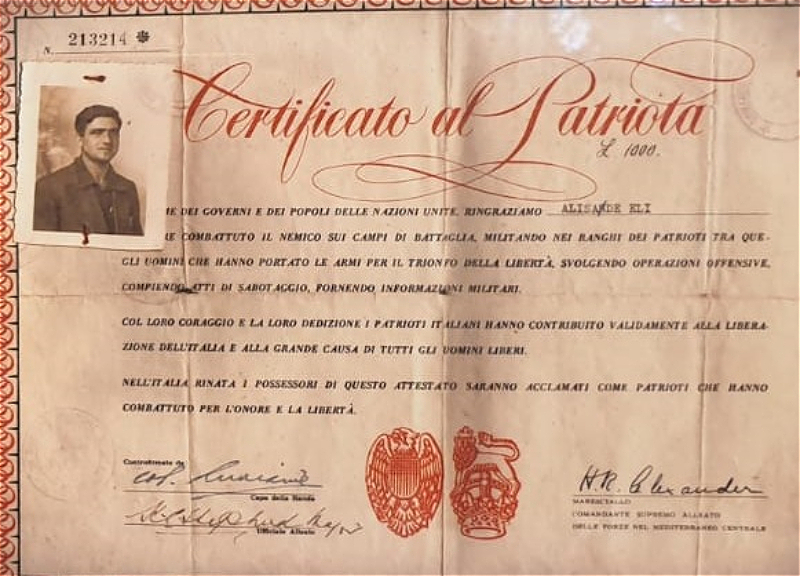 N. 213214 *
Certificato al Patriota
£ 1000.
ME DEI GOVERNI E DEI POPOLI DELLE NAZIONI UNITE, RINGRAZIAMO ALISANDE ELI
RE COMBATTUTO IL NEMICO SUI CAMPI DI BATTAGLIA, MILITANDO NEI RANGHI DEI PATRIOTI TRA QUE-
GLI UOMINI CHE HANNO PORTATO LE ARMI PER IL TRIONFO DELLA LIBERTÀ, SVOLGENDO OPERAZIONI OFFENSIVE,
COMPIENDO ATTI DI SABOTAGGIO, FORNENDO INFORMAZIONI MILITARI.
COL LORO CORAGGIO E LA LORO DEDIZIONE I PATRIOTI ITALIANI HANNO CONTRIBUITO VALIDAMENTE ALLA LIBERA-
ZIONE DELL'ITALIA E ALLA GRANDE CAUSA DI TUTTI GLI UOMINI LIBERI.
NELL'ITALIA RINATA I POSSESSORI DI QUESTO ATTESTATO SARANNO ACCLAMATI COME PATRIOTI CHE HANNO
COMBATTUTO PER L'ONORE E LA LIBERTÀ.
Controfirmato da
Capo della Banda
Ufficiale Alleato
H.R. Alexander
MARESCIALLO
COMANDANTE SUPREMO ALLEATO
DELLE FORZE NEL MEDITERRANEO CENTRALE